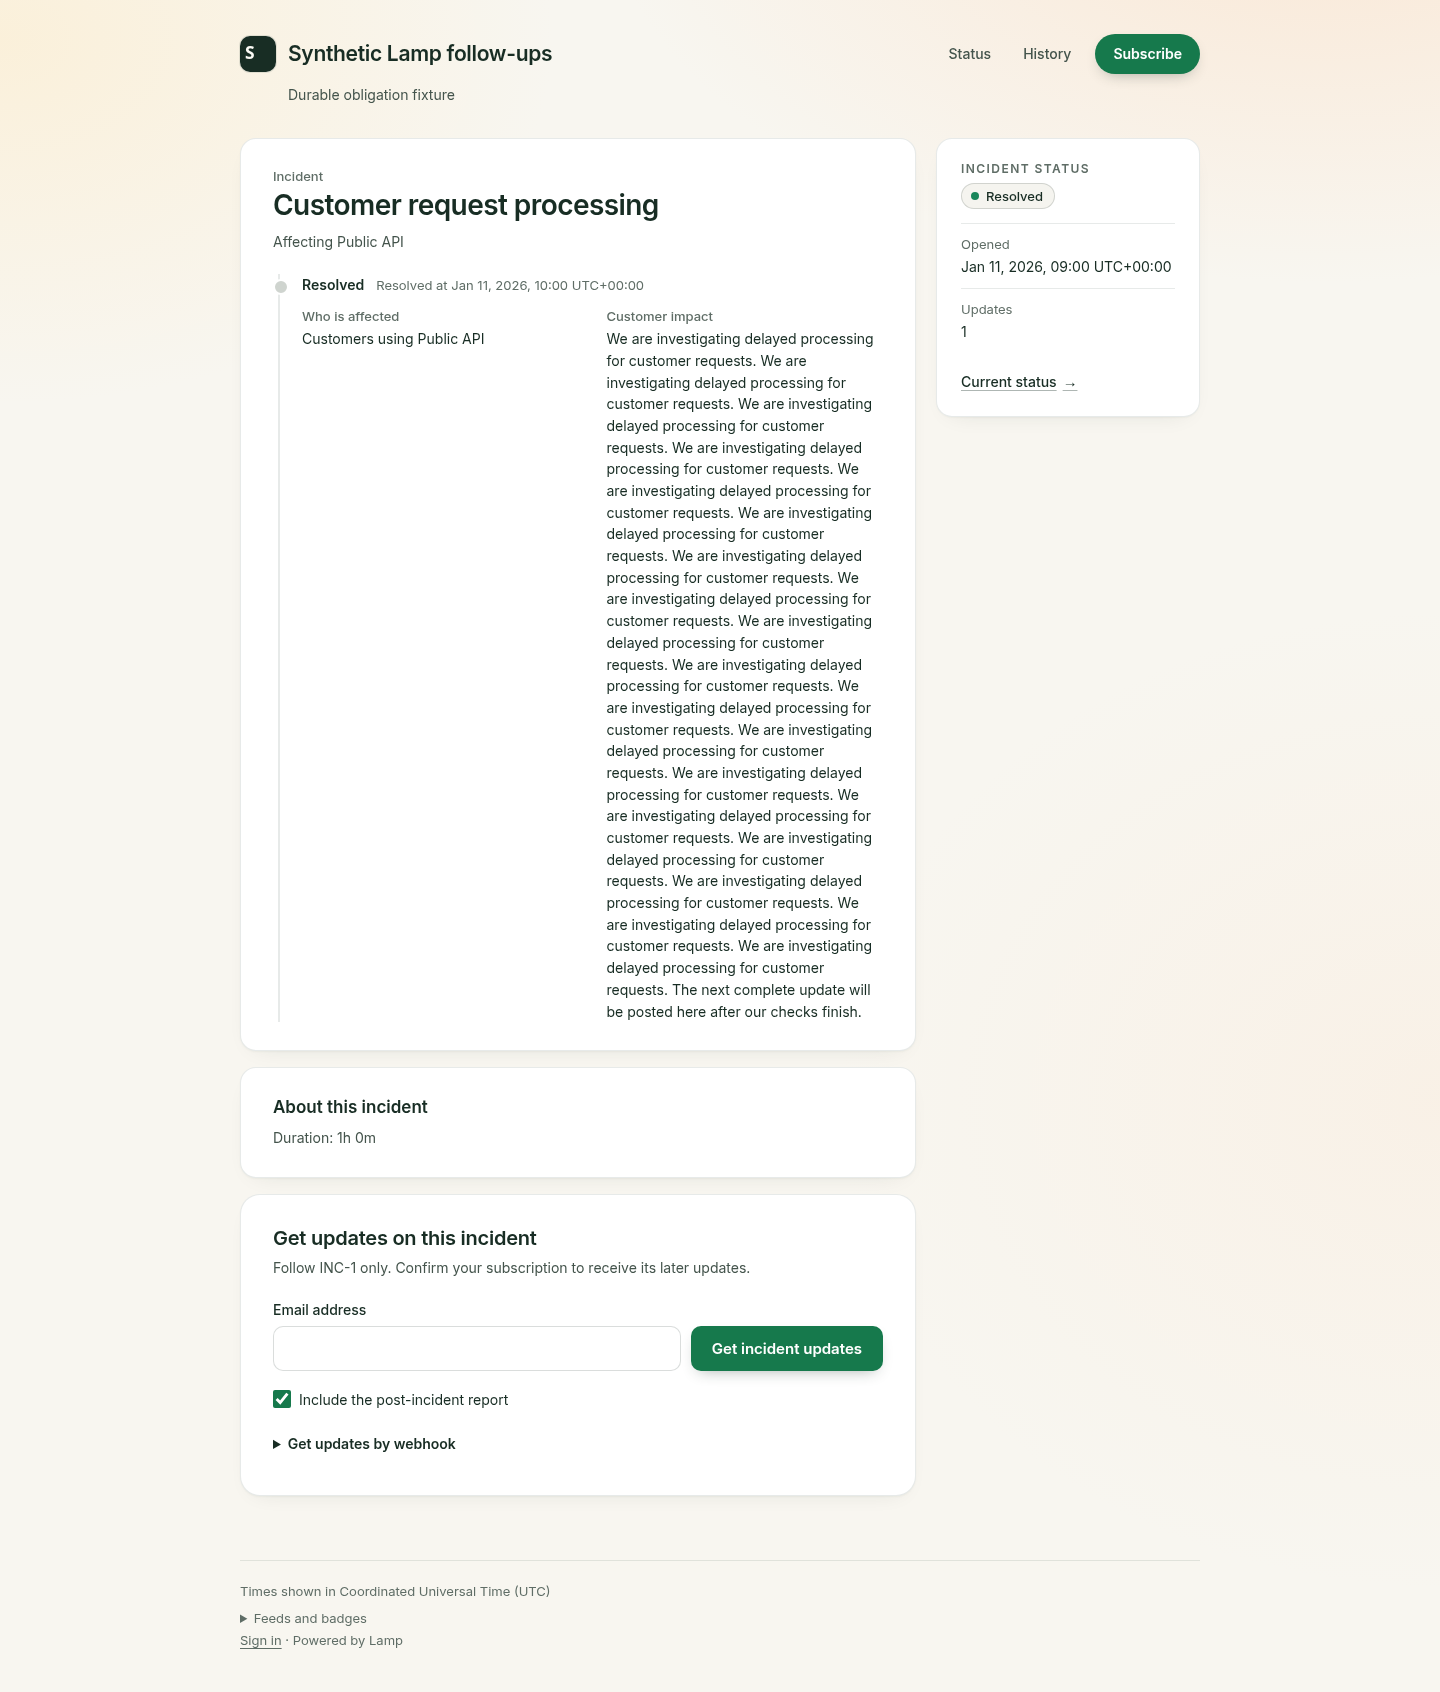 S
Synthetic Lamp follow-ups
Status
History
Subscribe
Durable obligation fixture
Incident
Customer request processing
Affecting Public API
Resolved
Resolved at Jan 11, 2026, 10:00 UTC+00:00
Who is affected
Customers using Public API
Customer impact
We are investigating delayed processing
for customer requests. We are
investigating delayed processing for
customer requests. We are investigating
delayed processing for customer
requests. We are investigating delayed
processing for customer requests. We
are investigating delayed processing for
customer requests. We are investigating
delayed processing for customer
requests. We are investigating delayed
processing for customer requests. We
are investigating delayed processing for
customer requests. We are investigating
delayed processing for customer
requests. We are investigating delayed
processing for customer requests. We
are investigating delayed processing for
customer requests. We are investigating
delayed processing for customer
requests. We are investigating delayed
processing for customer requests. We
are investigating delayed processing for
customer requests. We are investigating
delayed processing for customer
requests. We are investigating delayed
processing for customer requests. We
are investigating delayed processing for
customer requests. We are investigating
delayed processing for customer
requests. The next complete update will
be posted here after our checks finish.
INCIDENT STATUS
Resolved
Opened
Jan 11, 2026, 09:00 UTC+00:00
Updates
1
Current status →
About this incident
Duration: 1h 0m
Get updates on this incident
Follow INC-1 only. Confirm your subscription to receive its later updates.
Email address
Get incident updates
Include the post-incident report
Get updates by webhook
Times shown in Coordinated Universal Time (UTC)
Feeds and badges
Sign in · Powered by Lamp